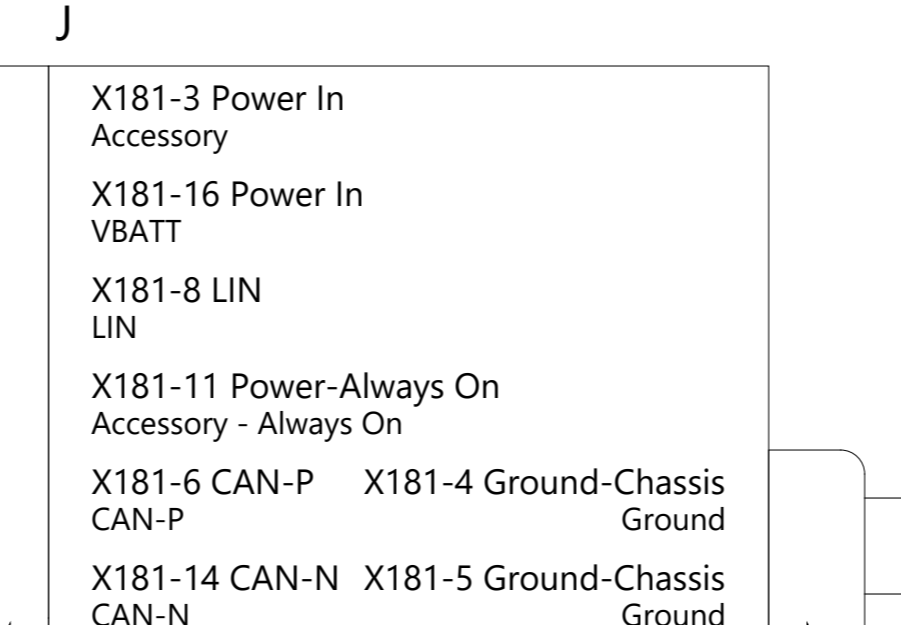 J
X181-3 Power In
Accessory
X181-16 Power In
VBATT
X181-8 LIN
LIN
X181-11 Power-Always On
Accessory - Always On
X181-6 CAN-P X181-4 Ground-Chassis
CAN-P Ground
X181-14 CAN-N X181-5 Ground-Chassis
CAN-N Ground